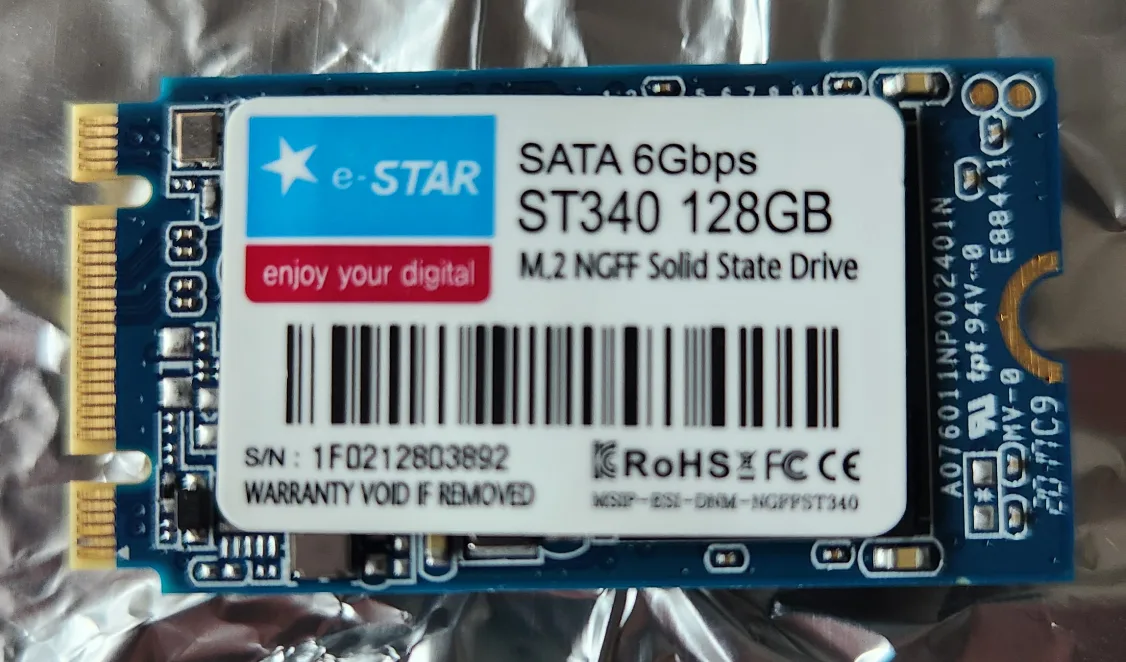 e-STAR
enjoy your digital
SATA 6Gbps
ST340 128GB
M.2 NGFF Solid State Drive
S/N : 1F0212803892
WARRANTY VOID IF REMOVED
RoHS FC CE
MSIP-ESI-DNM-NGFFST340
A076011NP002401N
tpt 94V-0
E88441
MV-0